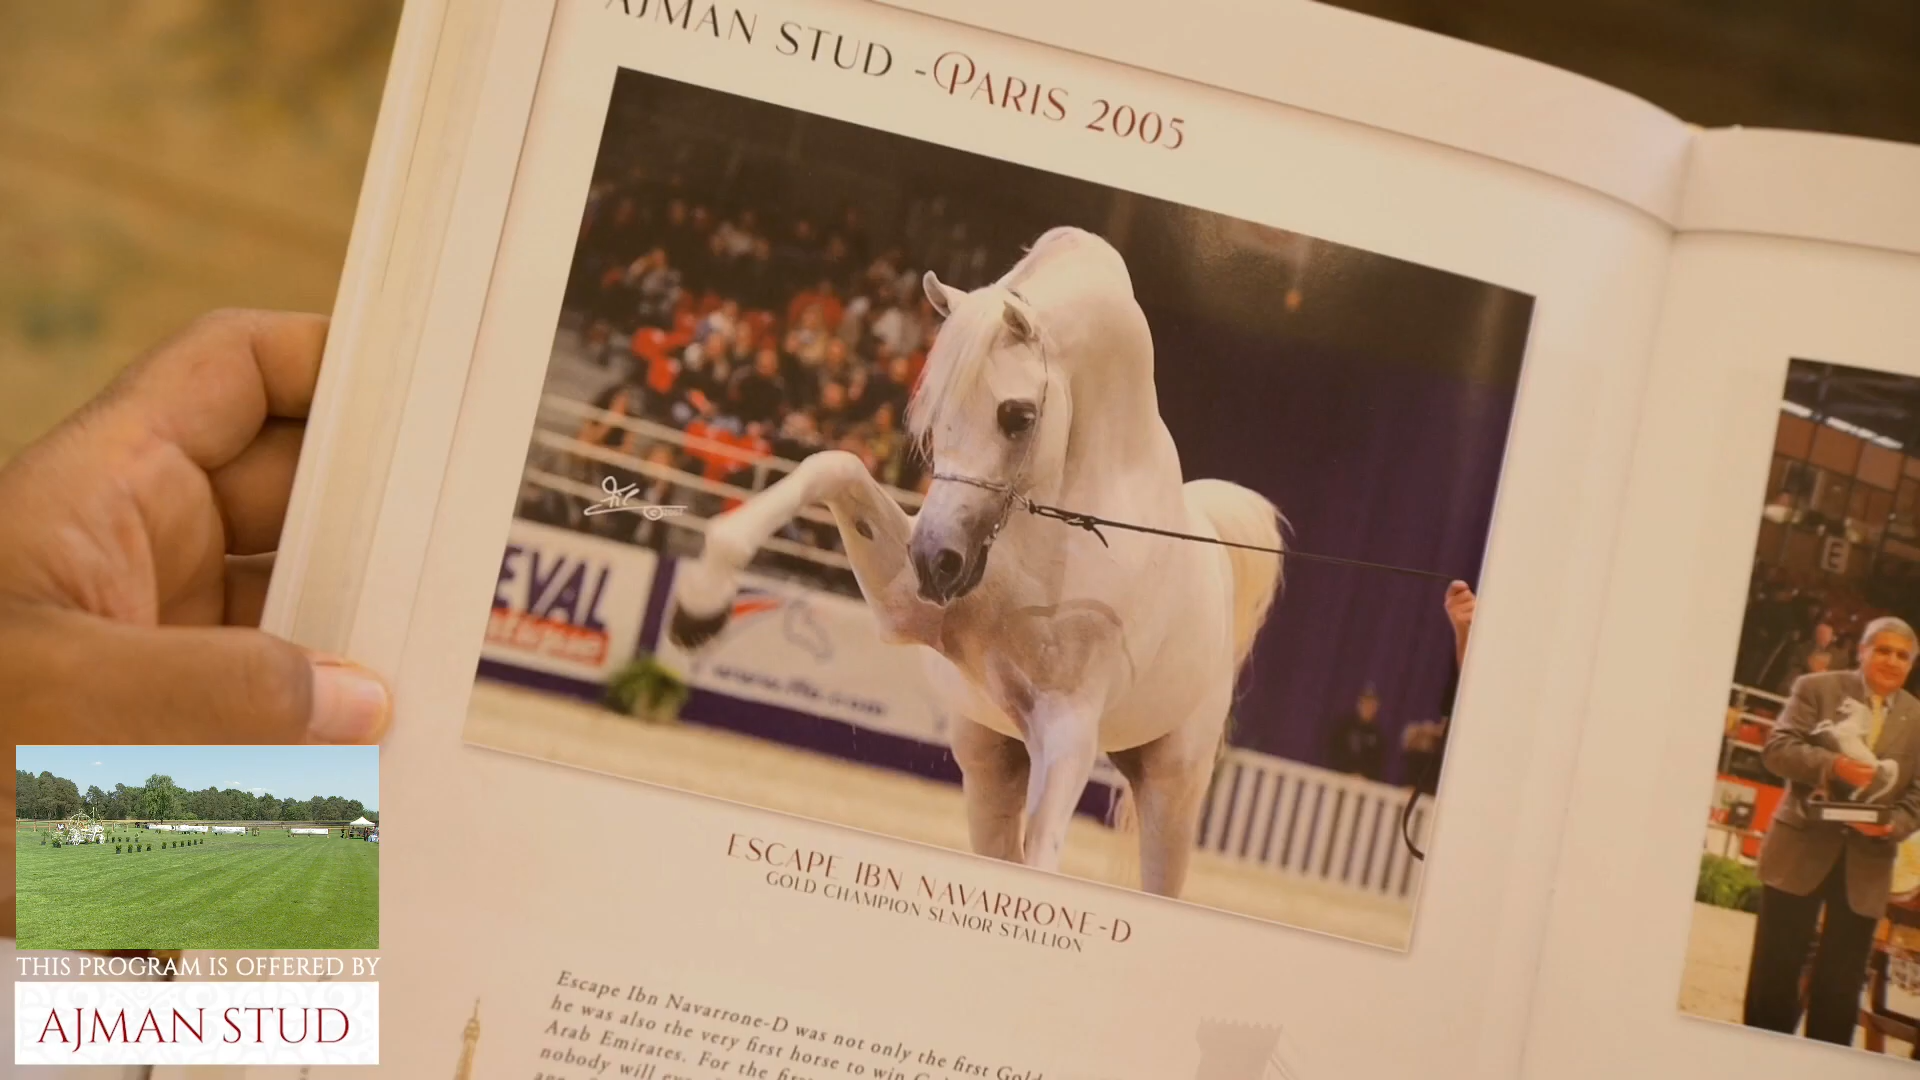 AJMAN STUD - PARIS 2005
EVAL
ESCAPE IBN NAVARRONE-D
GOLD CHAMPION SENIOR STALLION
Escape Ibn Navarrone-D was not only the first Gold
he was also the very first horse to win
Arab Emirates. For the
nobody will
THIS PROGRAM IS OFFERED BY
AJMAN STUD